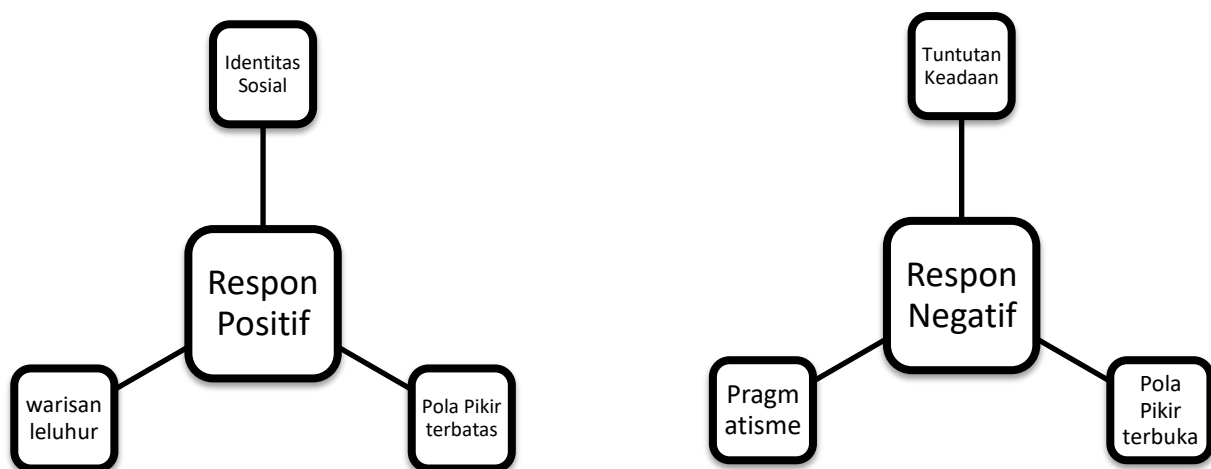 Identitas
Sosial
Respon
Positif
warisan
leluhur
Pola Pikir
terbatas
Tuntutan
Keadaan
Respon
Negatif
Pragm
atisme
Pola
Pikir
terbuka